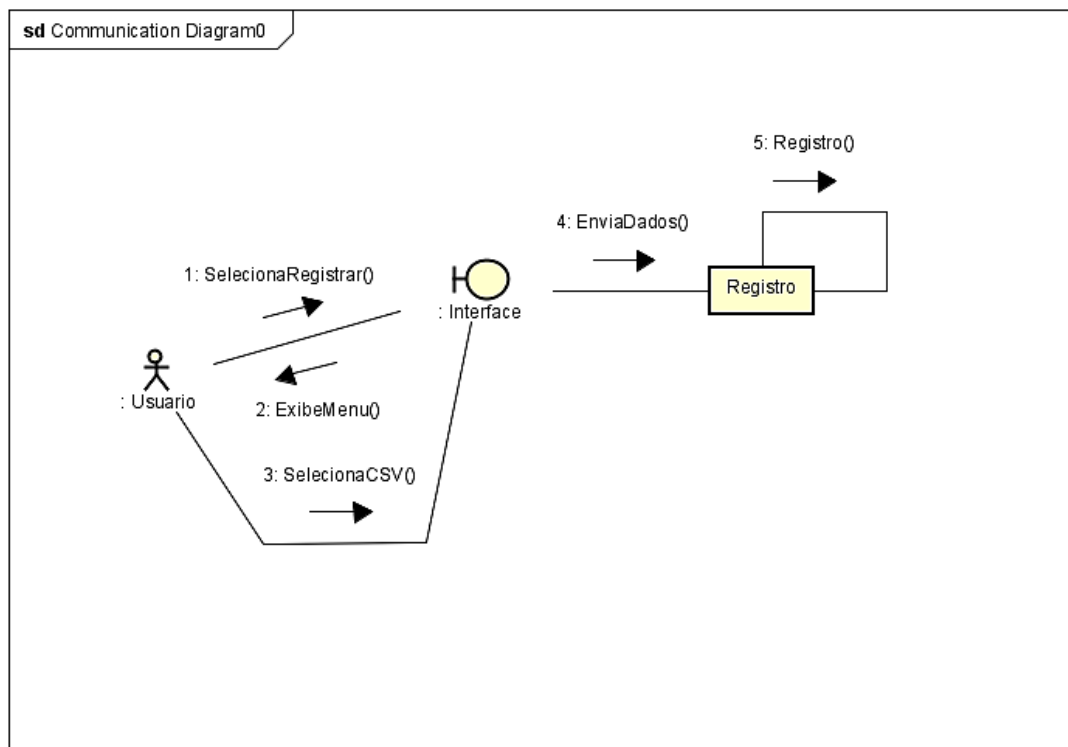 sd Communication Diagram0
5: Registro()
4: EnviaDados()
1: SelecionaRegistrar()
Registro
: Interface
: Usuario
2: ExibeMenu()
3: SelecionaCSV()